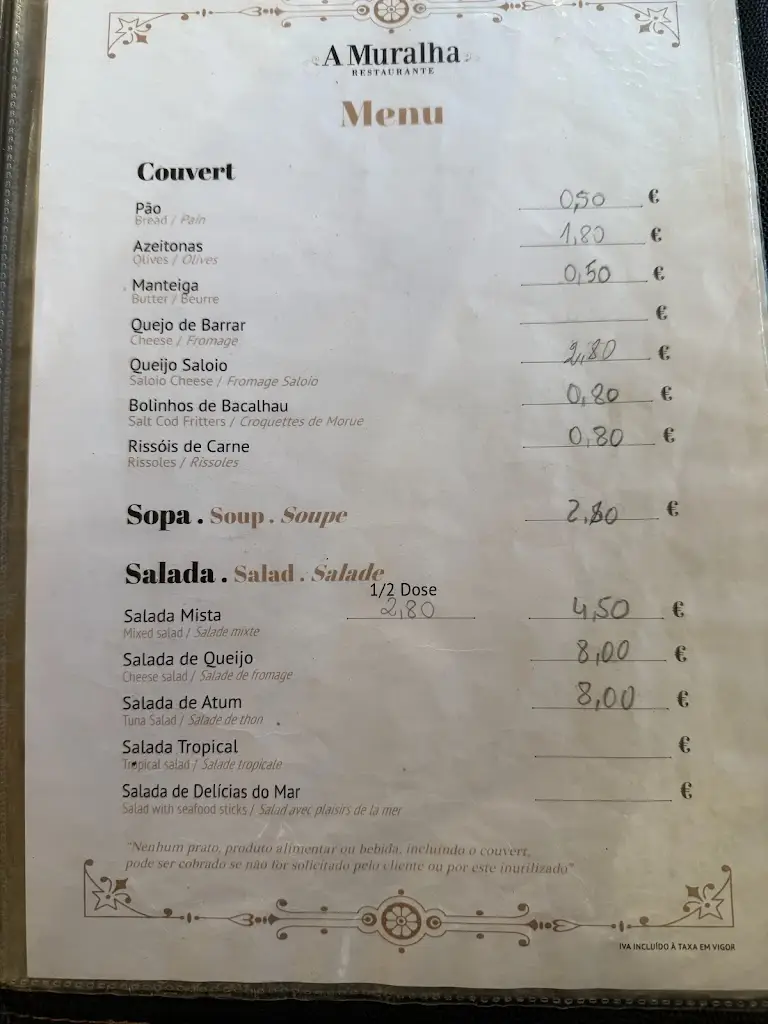 A Muralha
RESTAURANTE
Menu
Couvert
Pão 0,50 €
Bread / Pain
Azeitonas 1,80 €
Olives / Olives
Manteiga 0,50 €
Butter / Beurre
Quejo de Barrar €
Cheese / Fromage
Queijo Saloio 2,80 €
Saloio Cheese / Fromage Saloio
Bolinhos de Bacalhau 0,80 €
Salt Cod Fritters / Croquettes de Morue
Rissóis de Carne 0,80 €
Rissoles / Rissoles
Sopa . Soup . Soupe 2,80 €
Salada . Salad . Salade
1/2 Dose
Salada Mista 2,80 4,50 €
Mixed salad / Salade mixte
Salada de Queijo 8,00 €
Cheese salad / Salade de fromage
Salada de Atum 8,00 €
Tuna Salad / Salade de thon
Salada Tropical €
Tropical salad / Salade tropicale
Salada de Delícias do Mar €
Salad with seafood sticks / Salad avec plaisirs de la mer
"Nenhum prato, produto alimentar ou bebida, incluindo o couvert,
pode ser cobrado se não for solicitado pelo cliente ou por este inutilizado"
IVA INCLUÍDO À TAXA EM VIGOR